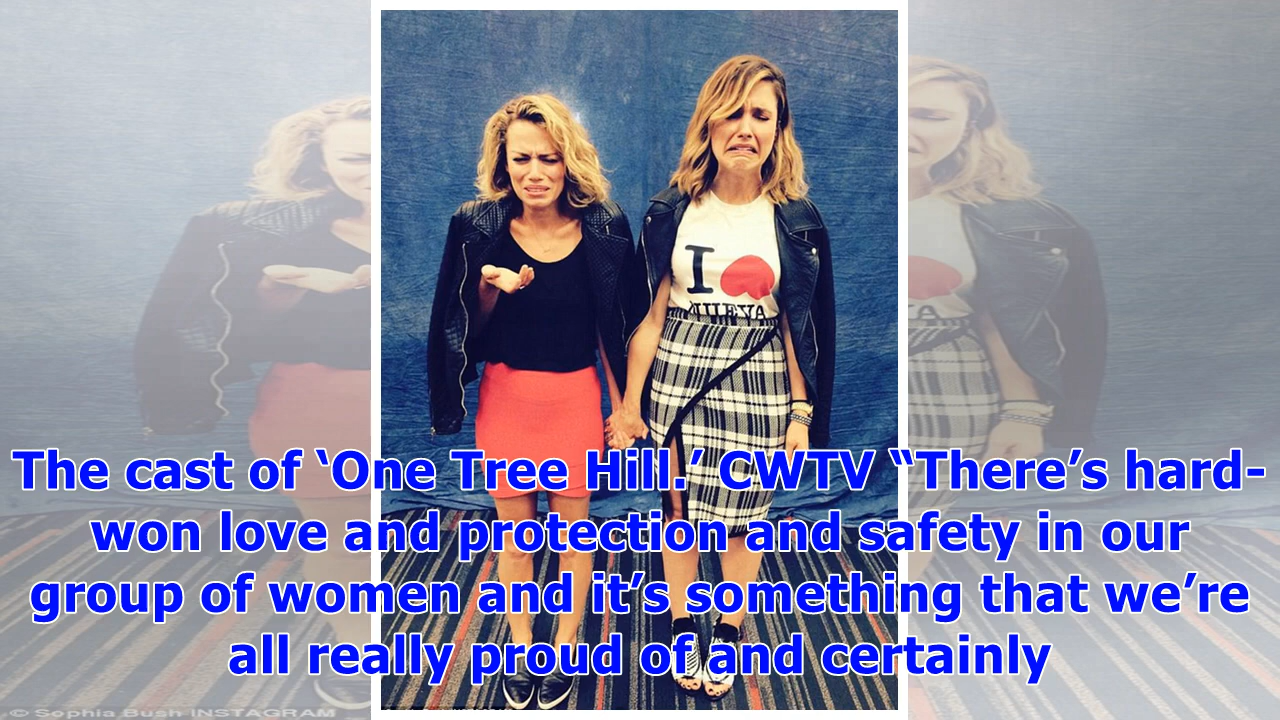 I
NUEVA
A
The cast of ‘One Tree Hill.’ CWTV “There’s hard-
won love and protection and safety in our
group of women and it’s something that we’re
all really proud of and certainly
© Sophia Bush INSTAGRAM